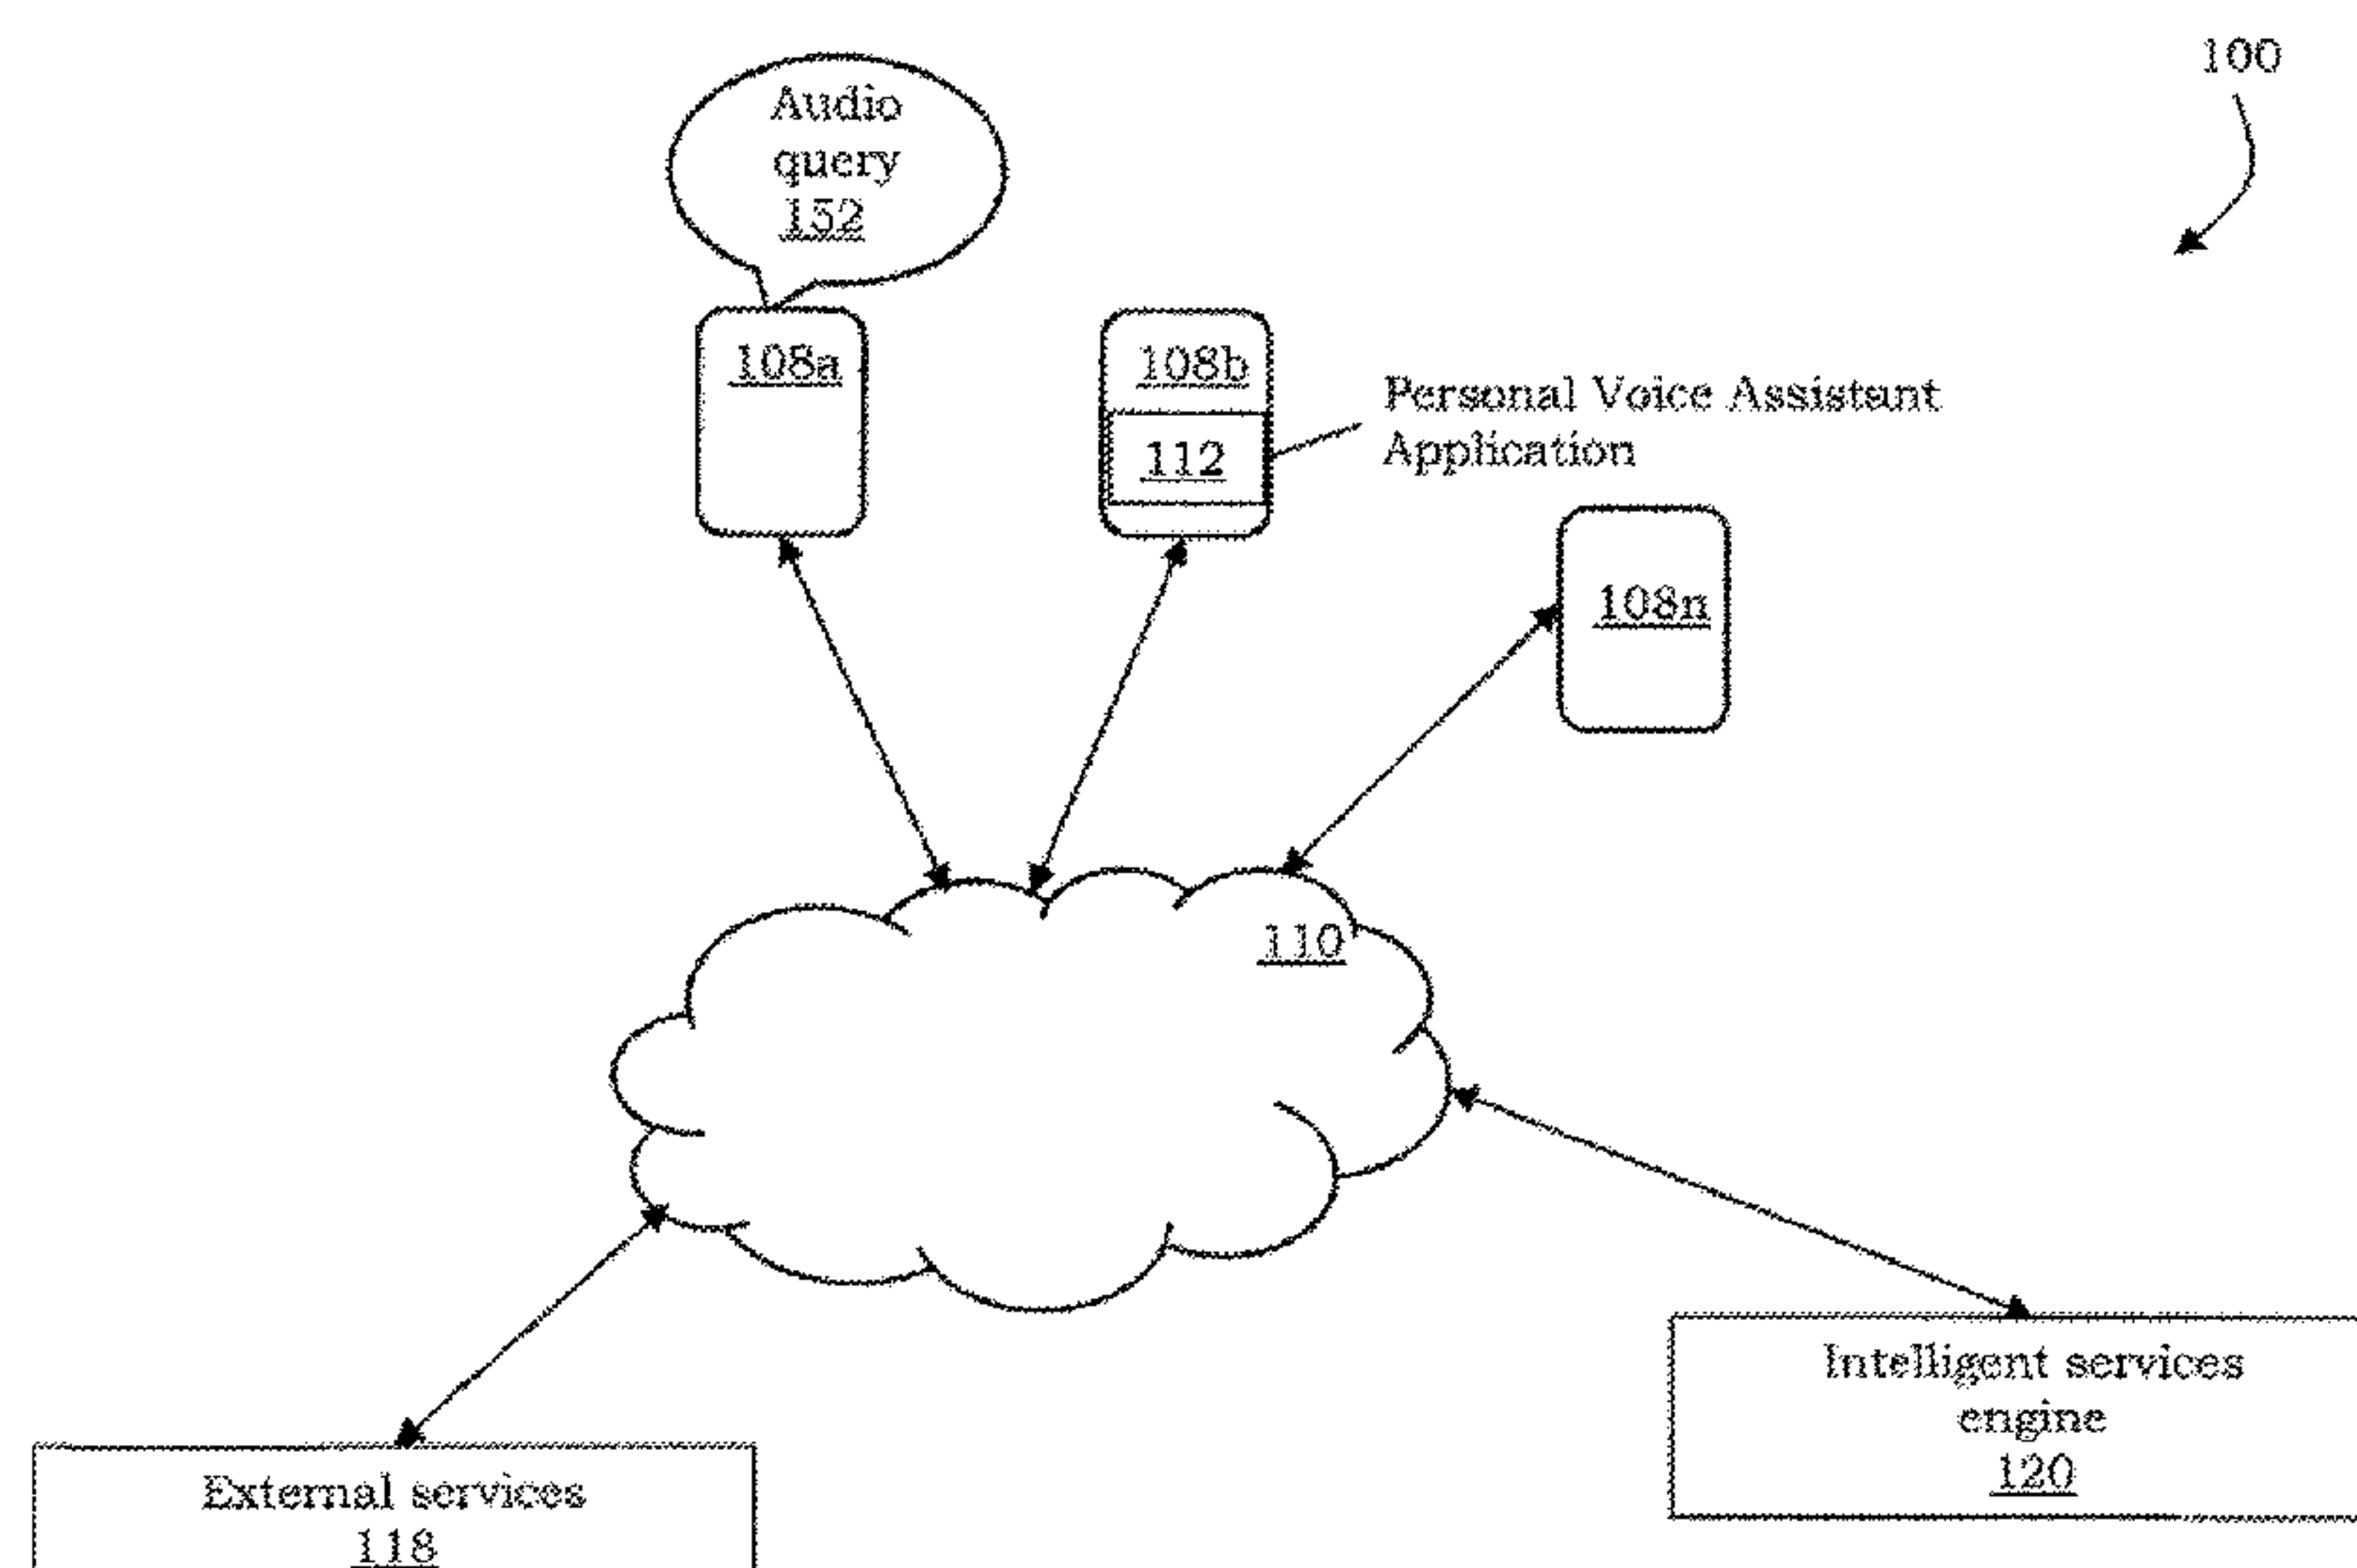 100
Audio
query
152
108a
108b
Personal Voice Assistant
Application
112
108n
110
Intelligent services
engine
120
External services
118